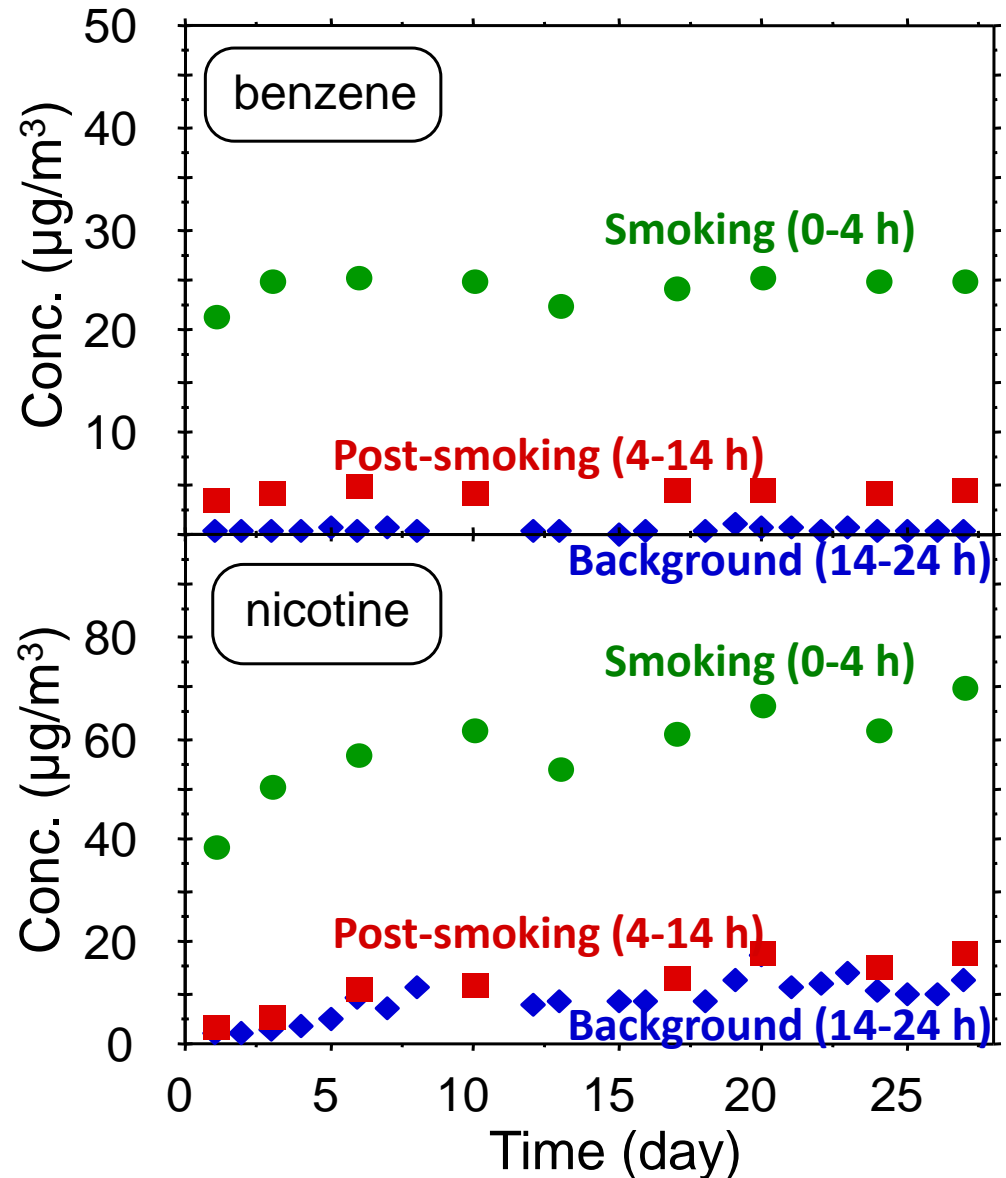 50
benzene
40
Conc. (µg/m³)
30
Smoking (0-4 h)
20
10
Post-smoking (4-14 h)
Background (14-24 h)
nicotine
80
Conc. (µg/m³)
Smoking (0-4 h)
60
40
20
Post-smoking (4-14 h)
Background (14-24 h)
0
0 5 10 15 20 25
Time (day)